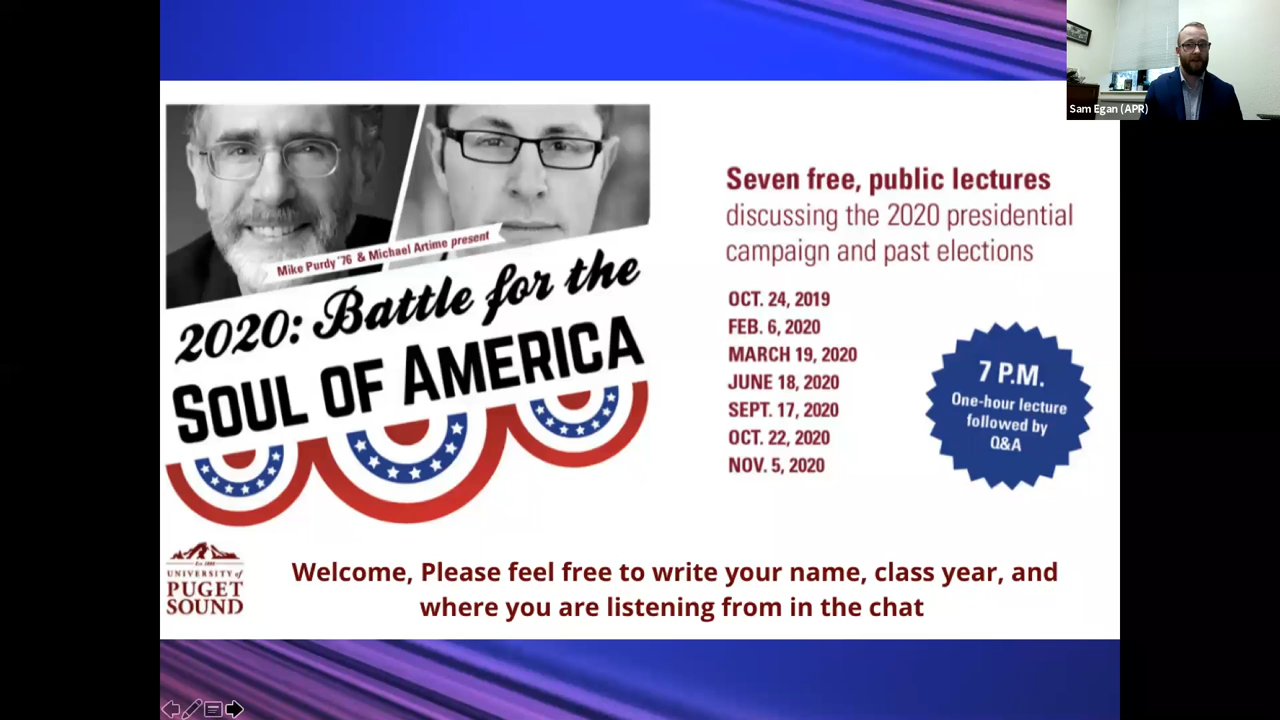 Sam Egan (APR)
Mike Purdy '76 & Michael Artime present
2020: Battle for the
SOUL OF AMERICA
Seven free, public lectures
discussing the 2020 presidential
campaign and past elections
OCT. 24, 2019
FEB. 6, 2020
MARCH 19, 2020
JUNE 18, 2020
SEPT. 17, 2020
OCT. 22, 2020
NOV. 5, 2020
7 P.M.
One-hour lecture
followed by
Q&A
UNIVERSITY of
PUGET
SOUND
Welcome, Please feel free to write your name, class year, and
where you are listening from in the chat